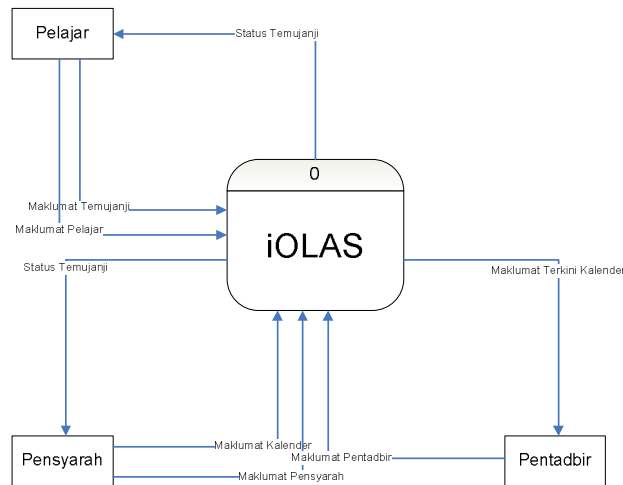 Pelajar
Status Temujanji
0
iOLAS
Maklumat Temujanji
Maklumat Pelajar
Status Temujanji
Maklumat Terkini Kalender
Pensyarah
Maklumat Kalender
Maklumat Pentadbir
Maklumat Pensyarah
Pentadbir